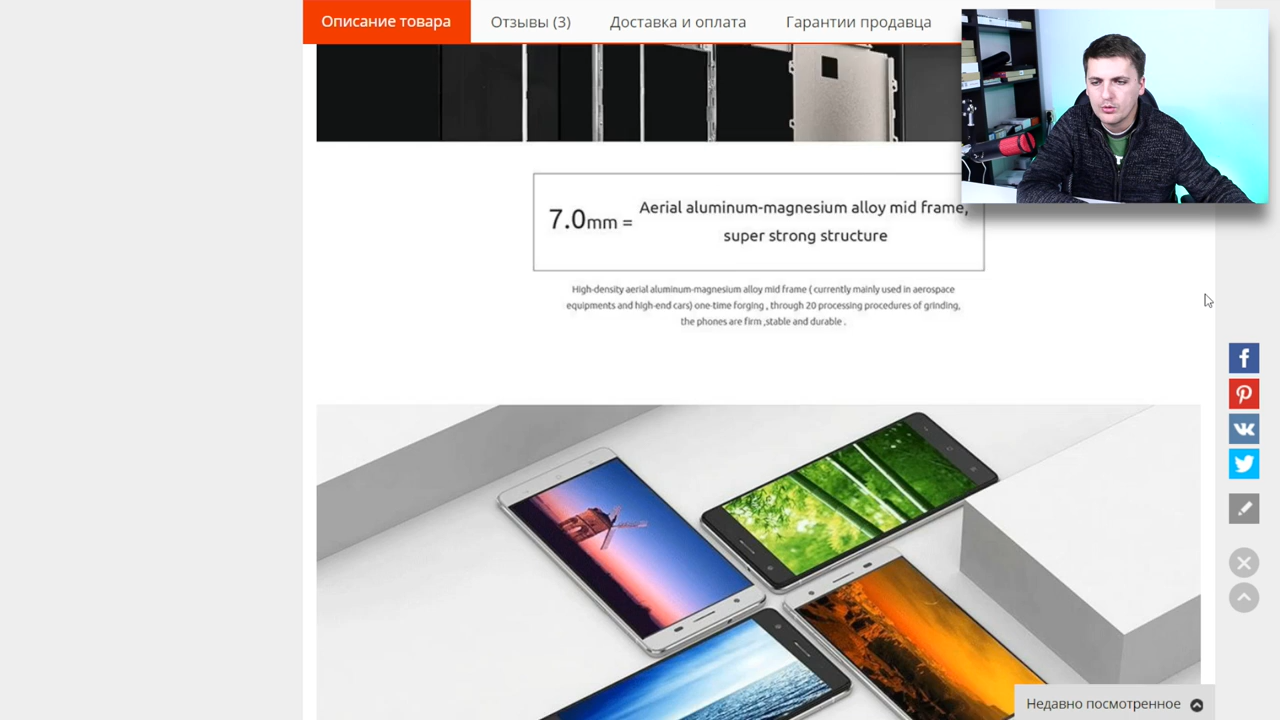 Описание товара
Отзывы (3)
Доставка и оплата
Гарантии продавца
7.0mm =
Aerial aluminum-magnesium alloy mid frame,
super strong structure
High-density aerial aluminum-magnesium alloy mid frame ( currently mainly used in aerospace
equipments and high-end cars) one-time forging , through 20 processing procedures of grinding,
the phones are firm ,stable and durable .
Недавно посмотренное